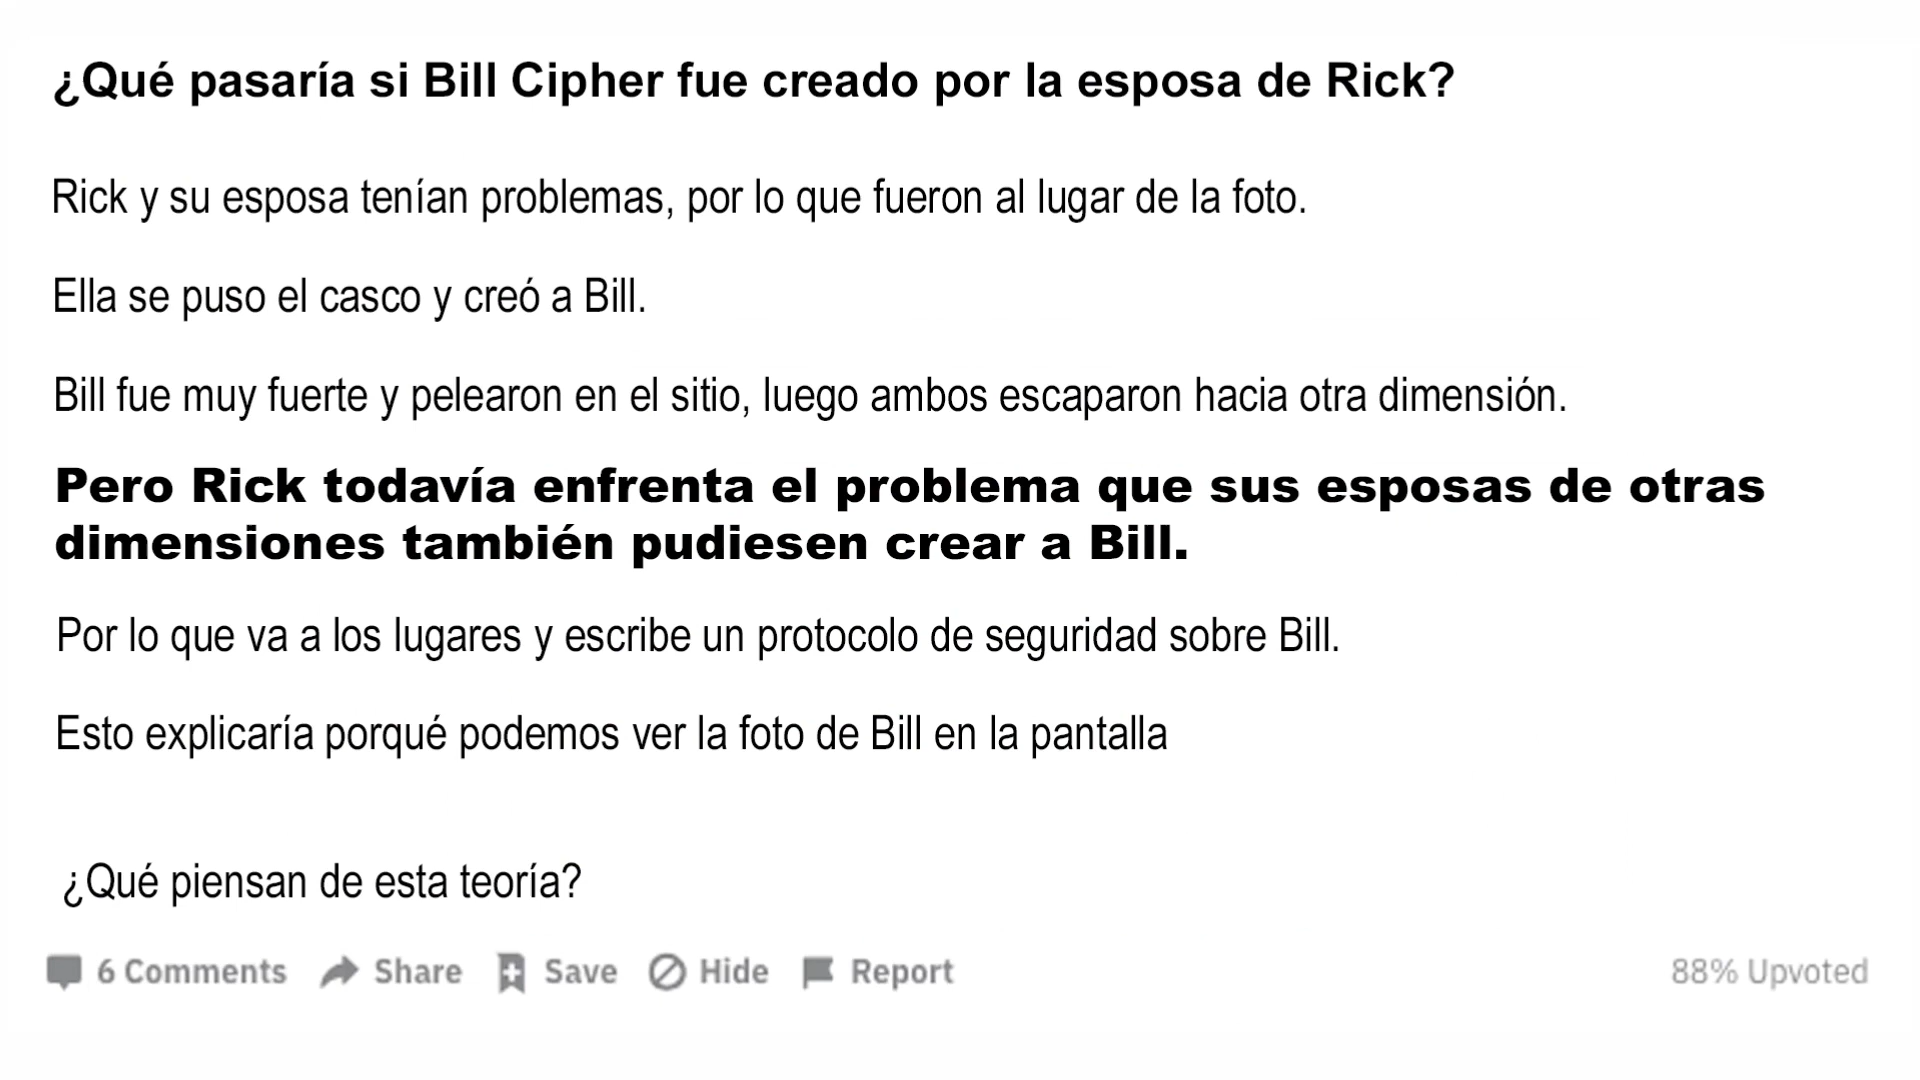 ¿Qué pasaría si Bill Cipher fue creado por la esposa de Rick?
Rick y su esposa tenían problemas, por lo que fueron al lugar de la foto.
Ella se puso el casco y creó a Bill.
Bill fue muy fuerte y pelearon en el sitio, luego ambos escaparon hacia otra dimensión.
Pero Rick todavía enfrenta el problema que sus esposas de otras
dimensiones también pudiesen crear a Bill.
Por lo que va a los lugares y escribe un protocolo de seguridad sobre Bill.
Esto explicaría porqué podemos ver la foto de Bill en la pantalla
¿Qué piensan de esta teoría?
6 Comments Share Save Hide Report 88% Upvoted